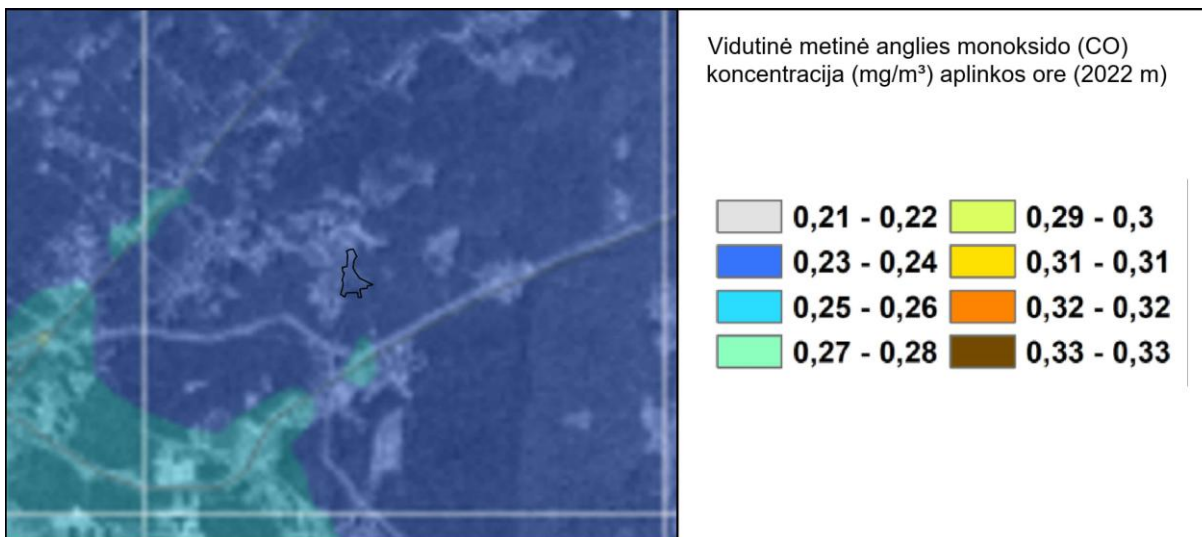 Vidutinė metinė anglies monoksido (CO)
koncentracija (mg/m³) aplinkos ore (2022 m)
0,21 - 0,22
0,29 - 0,3
0,23 - 0,24
0,31 - 0,31
0,25 - 0,26
0,32 - 0,32
0,27 - 0,28
0,33 - 0,33